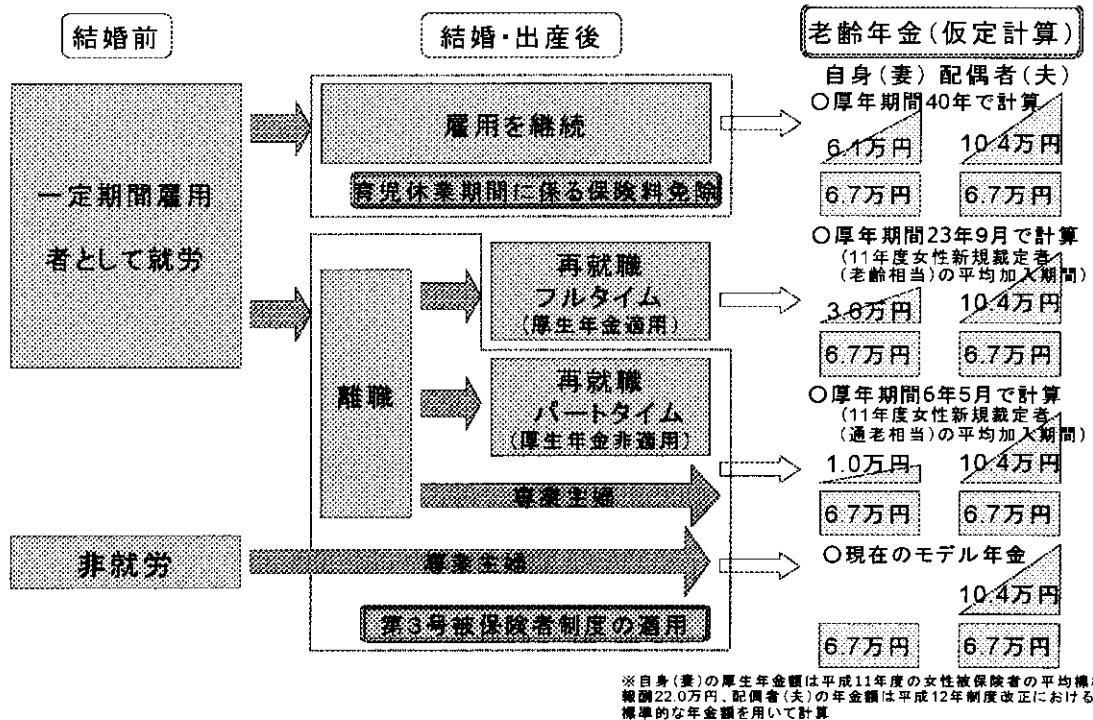 結婚前
結婚・出産後
老齢年金(仮定計算)
自身(妻) 配偶者(夫)
一定期間雇用
者として就労
雇用を継続
育児休業期間に係る保険料免除
○厚年期間40年で計算
6.1万円
10.4万円
6.7万円
6.7万円
離職
再就職
フルタイム
(厚生年金適用)
○厚年期間23年9月で計算
(11年度女性新規裁定者
(老齢相当)の平均加入期間)
10.4万円
6.7万円
6.7万円
再就職
パートタイム
(厚生年金非適用)
専業主婦
○厚年期間6年5月で計算
(11年度女性新規裁定者
(通老相当)の平均加入期間)
1.0万円
10.4万円
6.7万円
6.7万円
非就労
専業主婦
第3号被保険者制度の適用
○現在のモデル年金
10.4万円
6.7万円
6.7万円
※自身(妻)の厚生年金額は平成11年度の女性被保険者の平均標
報酬22.0万円、配偶者(夫)の年金額は平成12年制度改正における
標準的な年金額を用いて計算